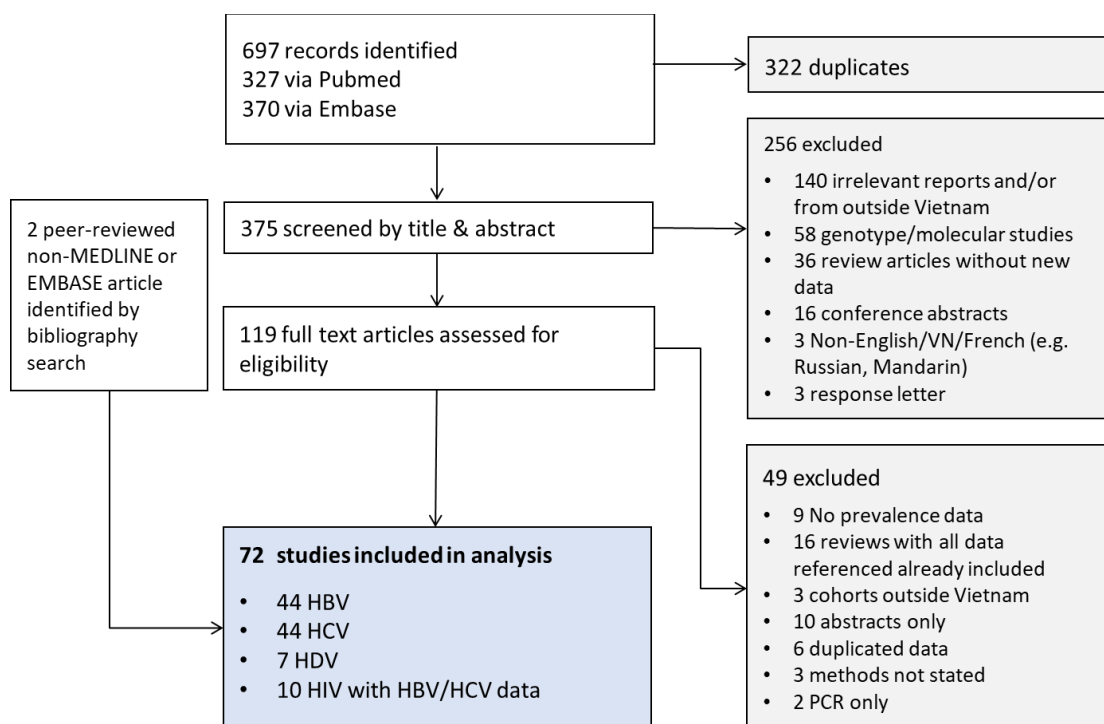 697 records identified
327 via Pubmed
370 via Embase
322 duplicates
375 screened by title & abstract
256 excluded
• 140 irrelevant reports and/or
from outside Vietnam
• 58 genotype/molecular studies
• 36 review articles without new
data
• 16 conference abstracts
• 3 Non-English/VN/French (e.g.
Russian, Mandarin)
• 3 response letter
2 peer-reviewed
non-MEDLINE or
EMBASE article
identified by
bibliography
search
119 full text articles assessed for
eligibility
49 excluded
• 9 No prevalence data
• 16 reviews with all data
referenced already included
• 3 cohorts outside Vietnam
• 10 abstracts only
• 6 duplicated data
• 3 methods not stated
• 2 PCR only
72 studies included in analysis
• 44 HBV
• 44 HCV
• 7 HDV
• 10 HIV with HBV/HCV data